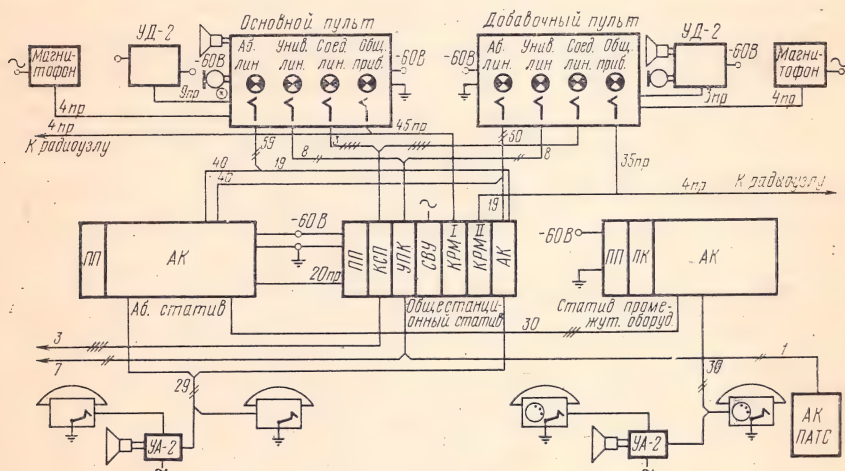 Основной пульт
Добавочный пульт
УД-2
УД-2
Магни-
тофон
-60В
Аб.
лин
Унив.
лин.
Соед.
лин.
Общ.
приб.
-60В
-60В
Аб.
лин.
Унив.
лин
Соед.
лин.
Общ.
приб.
-60В
Магни-
тофон
9пр
4пр
4пр
К радиоузлу
45пр
59
8
3
50
8
3пр
4пр
35пр
40
19
40
19
4пр
К радиоузлу
ПП
АК
-60В
20пр
ПП
КСП
УПК
СВУ
КРМ I
КРМ II
АК
-60В
ПП
ПК
АК
Аб. статив
Общестанци-
онный статив
Статив проме-
жут. оборуд.
30
3
7
1
29
30
УА-2
УА-2
АК
ПАТС